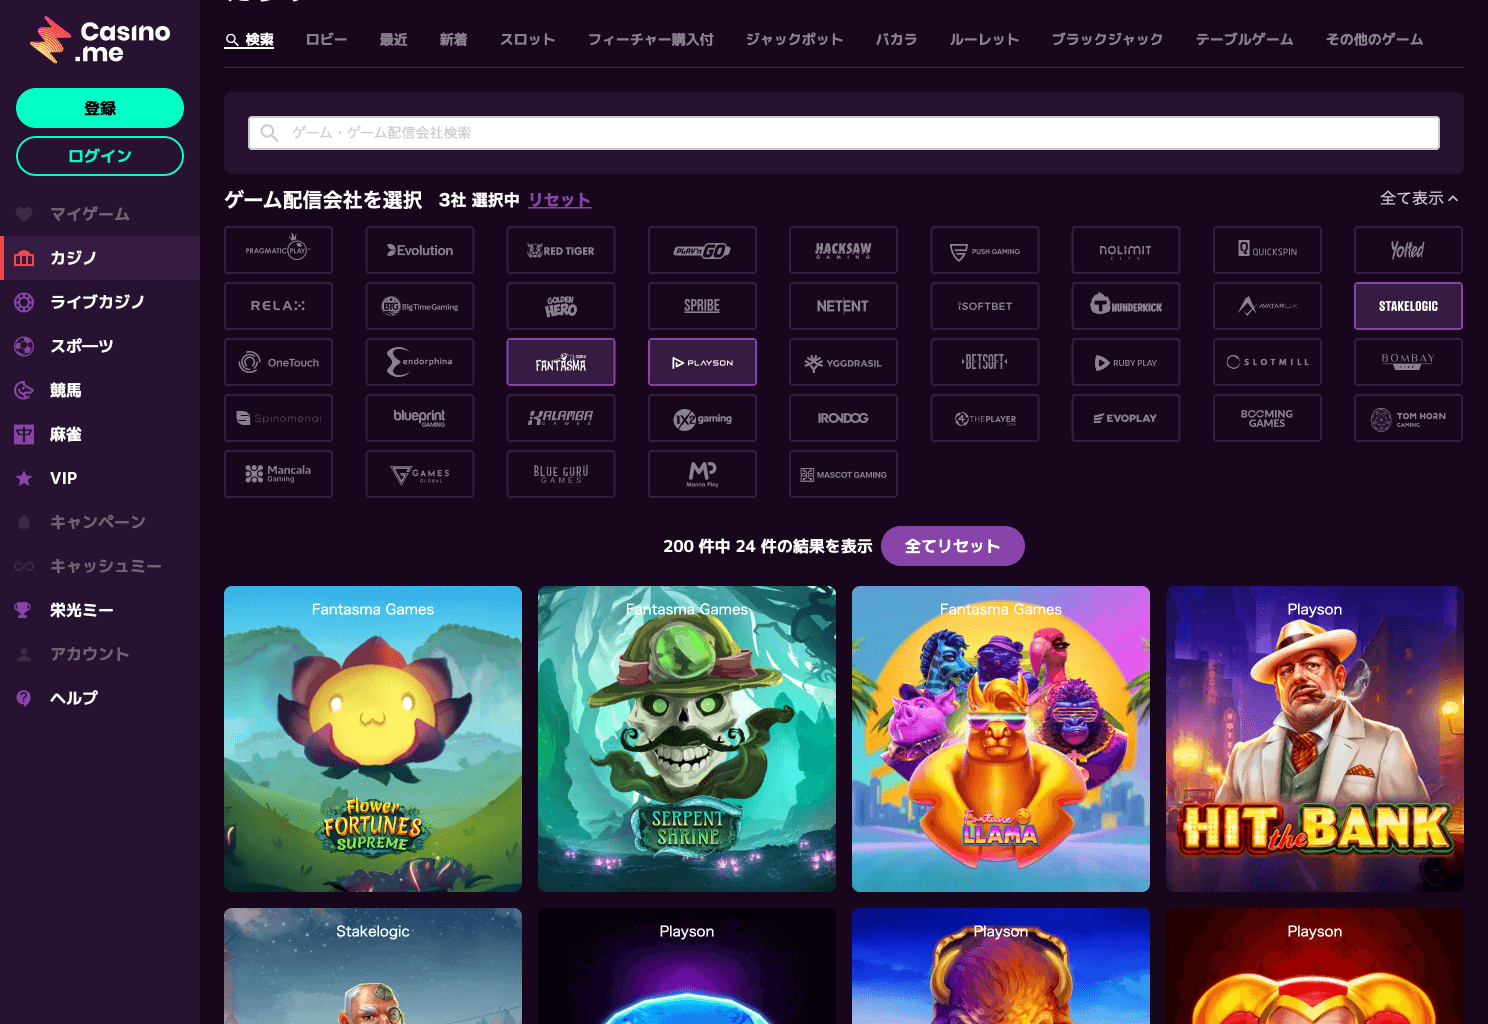 Casino
.me
登録
ログイン
マイゲーム
カジノ
ライブカジノ
スポーツ
競馬
麻雀
VIP
キャンペーン
キャッシュミー
栄光ミー
アカウント
ヘルプ
検索 ロビー 最近 新着 スロット フィーチャー購入付 ジャックポット バカラ ルーレット ブラックジャック テーブルゲーム その他のゲーム
ゲーム・ゲーム配信会社検索
ゲーム配信会社を選択 3社 選択中 リセット 全て表示
PRAGMATIC PLAY Evolution RED TIGER PLAY'n GO HACKSAW GAMING PUSH GAMING NOLIMIT CITY QUICKSPIN Yolted
RELAX BIG BigTimeGaming GOLDEN HERO SPRIBE NETENT iSOFTBET THUNDERKICK AVATARUX STAKELOGIC
OneTouch Endorphina FANTASMA GAMES PLAYSON YGGDRASIL BETSOFT RUBY PLAY SLOTMILL BOMBAY LIVE
Spinomenal blueprint GAMING KALAMBA GAMES 1X2 gaming IRONDOG 4THEPLAYER EVOPLAY BOOMING GAMES TOM HORN GAMING
Mancala Gaming GAMES GLOBAL BLUE GURU GAMES MP Manna Play MASCOT GAMING
200 件中 24 件の結果を表示 全てリセット
Fantasma Games
Flower
FORTUNES
SUPREME
Fantasma Games
SERPENT
SHRINE
Fantasma Games
Fortune
LLAMA
Playson
HOTEL
HIT the BANK
Stakelogic
Playson
Playson
Playson